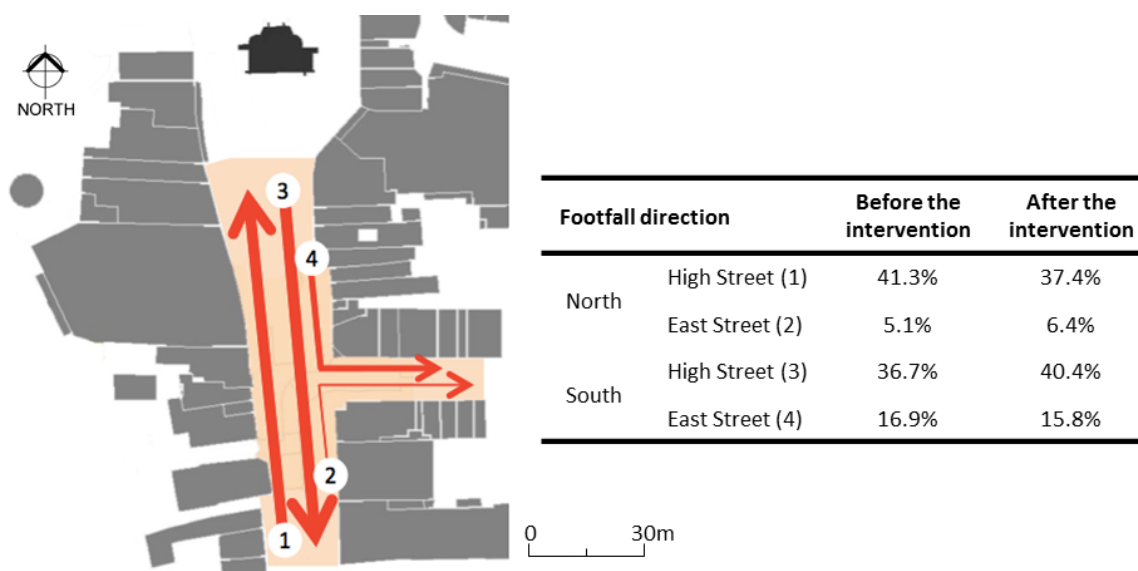 NORTH
3
4
2
1
0 30m
Footfall direction Before the intervention After the intervention
North High Street (1) 41.3% 37.4%
East Street (2) 5.1% 6.4%
South High Street (3) 36.7% 40.4%
East Street (4) 16.9% 15.8%